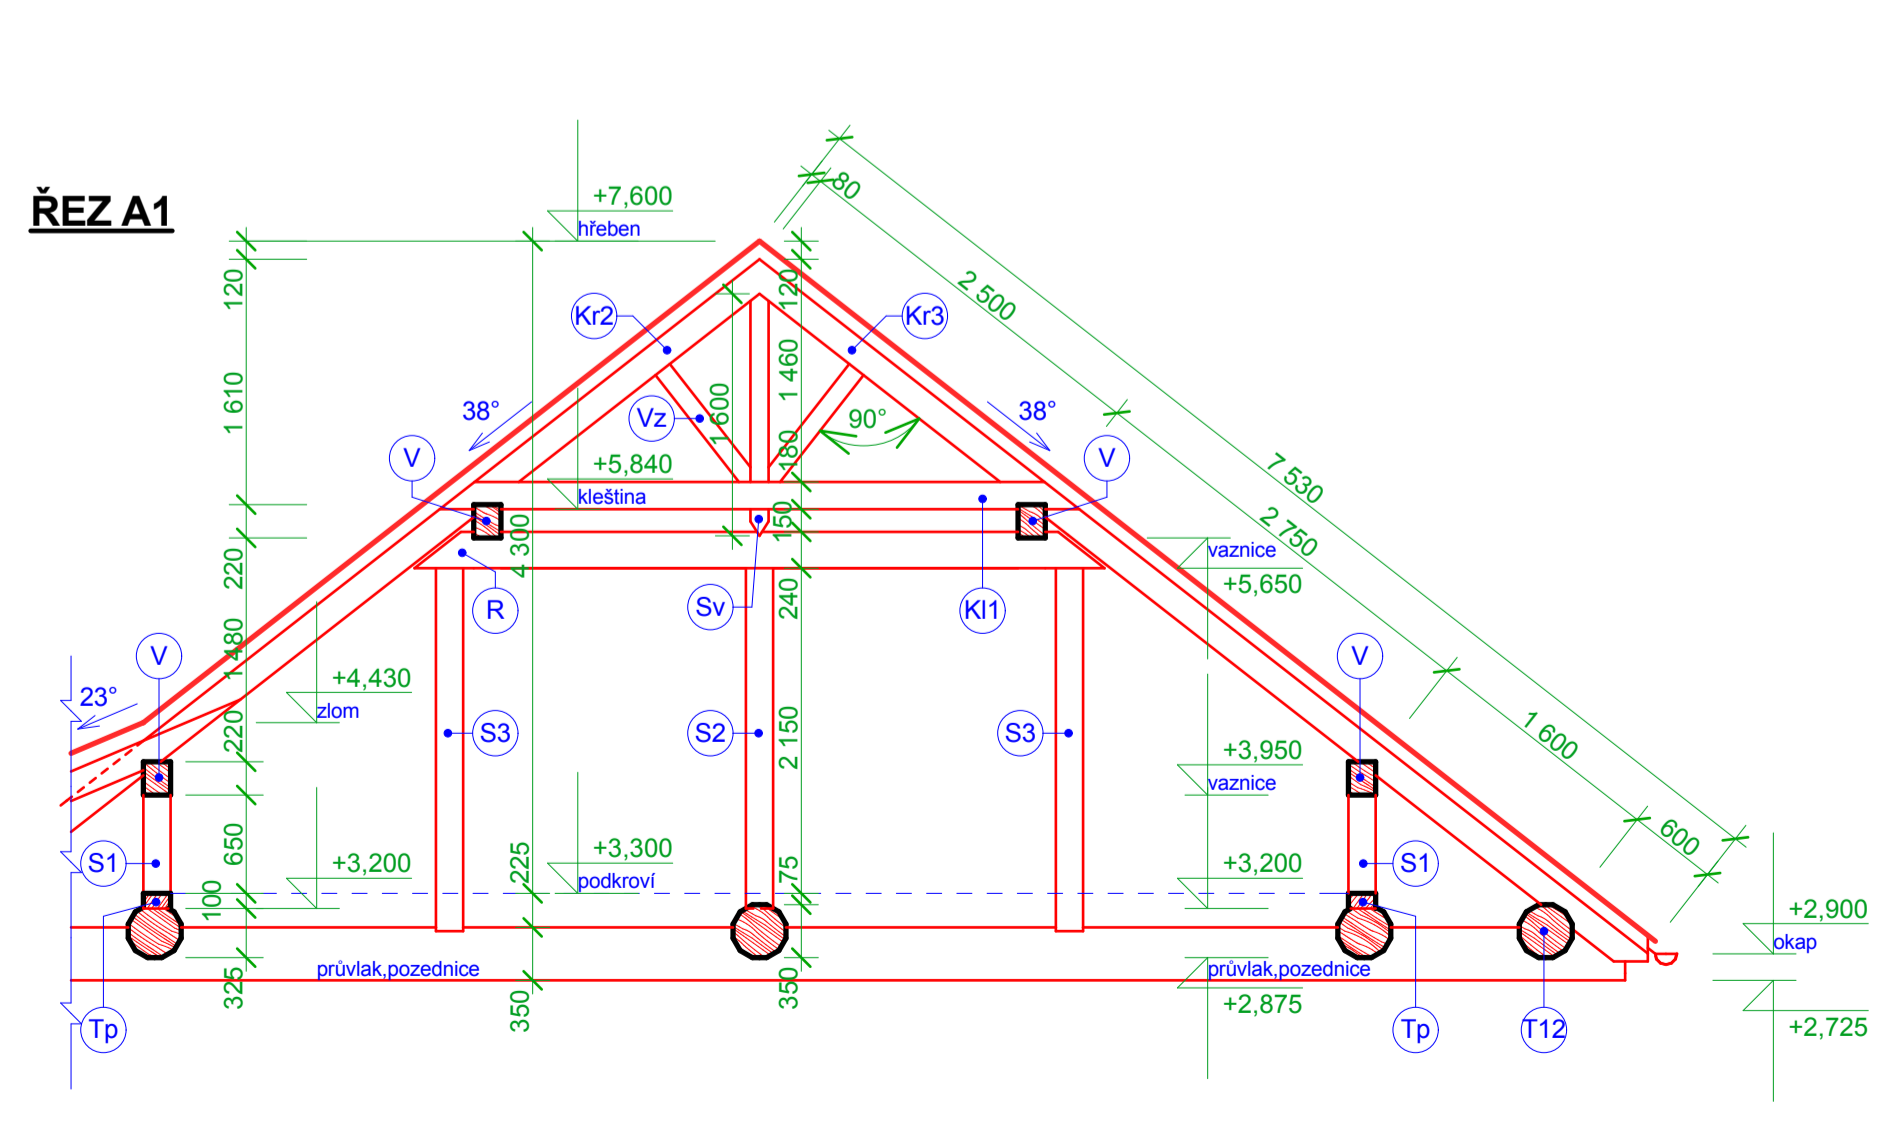 ŘEZ A1
+7,600
hřeben
80
2 500
7 530
2 750
1 600
600
120
1 610
220
1 480
220
650
100
325
4 300
225
350
1 600
120
1 460
180
150
240
2 150
75
350
Kr2
Kr3
38°
38°
Vz
90°
V
V
+5,840
kleština
vaznice
+5,650
R
Sv
Kl1
V
V
23°
+4,430
zlom
S3
S2
S3
+3,950
vaznice
S1
+3,200
+3,300
podkroví
+3,200
S1
+2,900
okap
průvlak,pozednice
průvlak,pozednice
+2,875
+2,725
Tp
Tp
T12